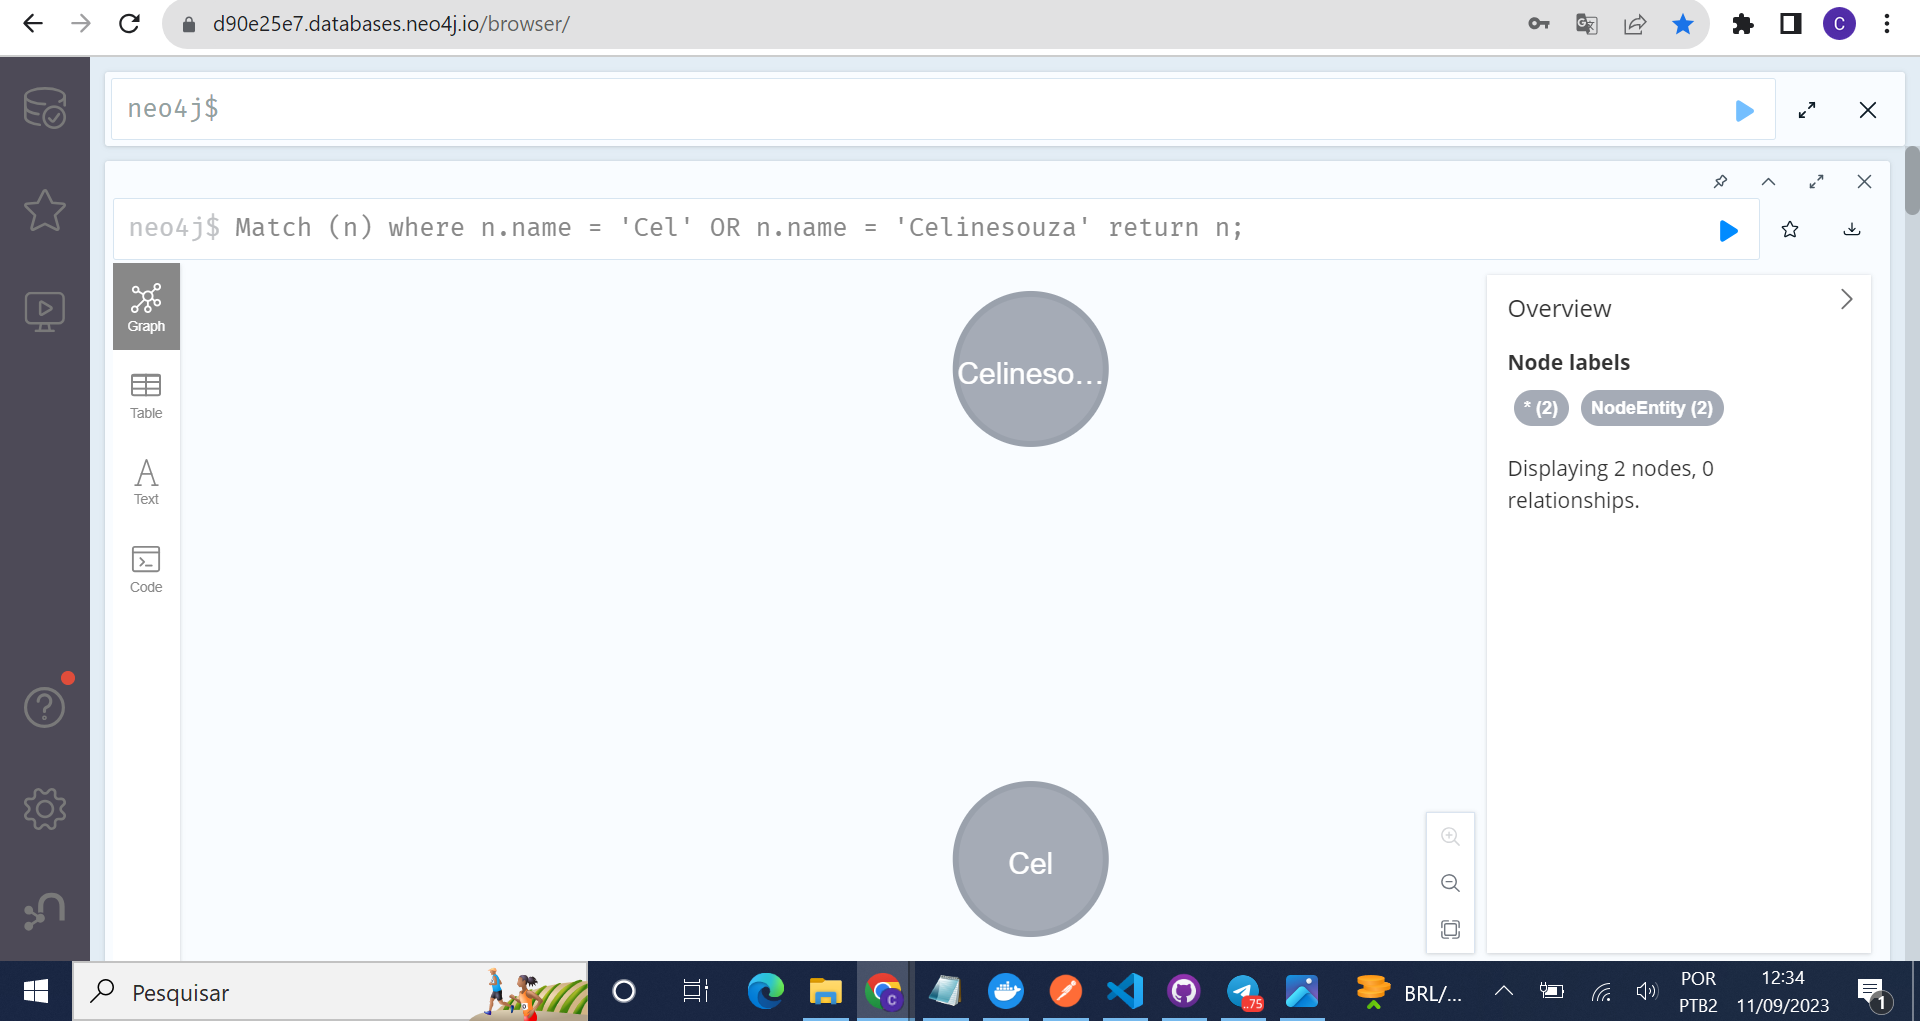 d90e25e7.databases.neo4j.io/browser/
C
neo4j$
neo4j$ Match (n) where n.name = 'Cel' OR n.name = 'Celinesouza' return n;
Graph
Table
Text
Code
Celineso...
Cel
Overview
Node labels
* (2) NodeEntity (2)
Displaying 2 nodes, 0
relationships.
Pesquisar
C
.75
BRL/...
POR
PTB2
12:34
11/09/2023
1